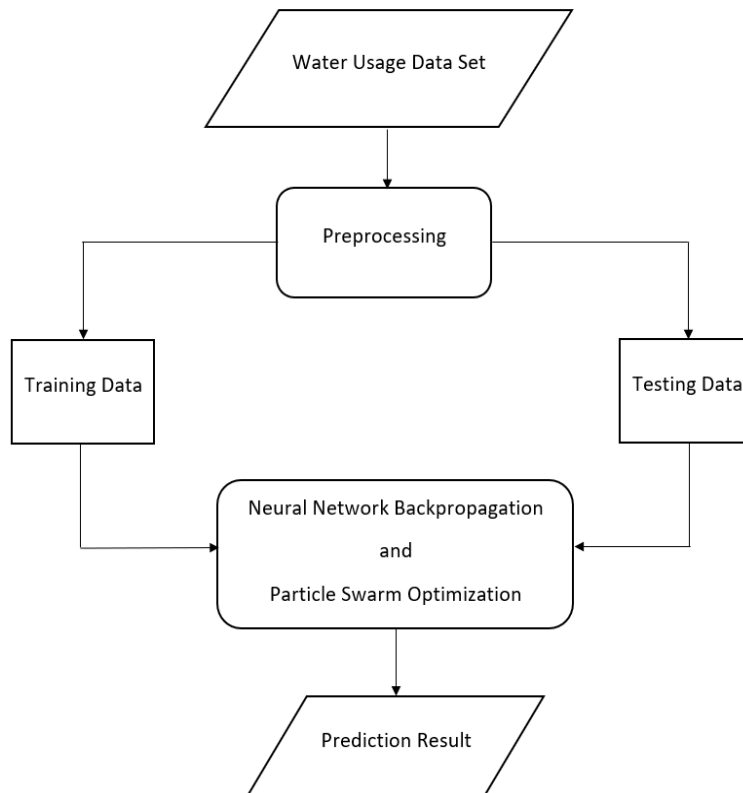 Water Usage Data Set
Preprocessing
Training Data
Testing Data
Neural Network Backpropagation
and
Particle Swarm Optimization
Prediction Result